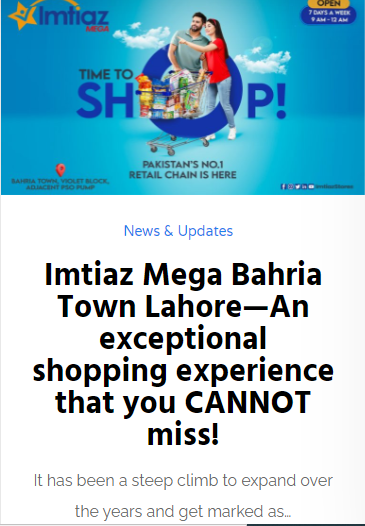 Imtiaz
MEGA
OPEN
7 DAYS A WEEK
9 AM - 12 AM
TIME TO
SHOP!
PAKISTAN'S NO.1
RETAIL CHAIN IS HERE
BAHRIA TOWN, VIOLET BLOCK,
ADJACENT PSO PUMP
ImtiazStores
News & Updates
Imtiaz Mega Bahria
Town Lahore—An
exceptional
shopping experience
that you CANNOT
miss!
It has been a steep climb to expand over
the years and get marked as…